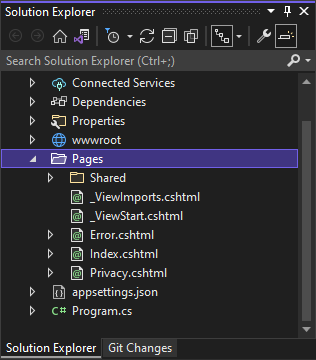 Solution Explorer
Search Solution Explorer (Ctrl+;)
Connected Services
Dependencies
Properties
wwwroot
Pages
Shared
_ViewImports.cshtml
_ViewStart.cshtml
Error.cshtml
Index.cshtml
Privacy.cshtml
appsettings.json
C# Program.cs
Solution Explorer Git Changes